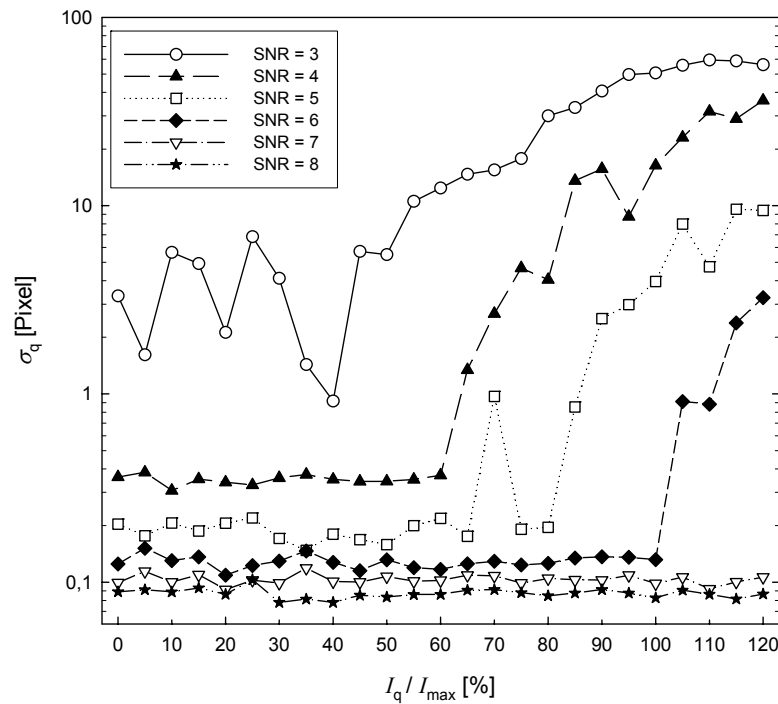 100
SNR = 3
SNR = 4
SNR = 5
SNR = 6
SNR = 7
SNR = 8
10
1
0,1
σq [Pixel]
0 10 20 30 40 50 60 70 80 90 100 110 120
Iq / Imax [%]